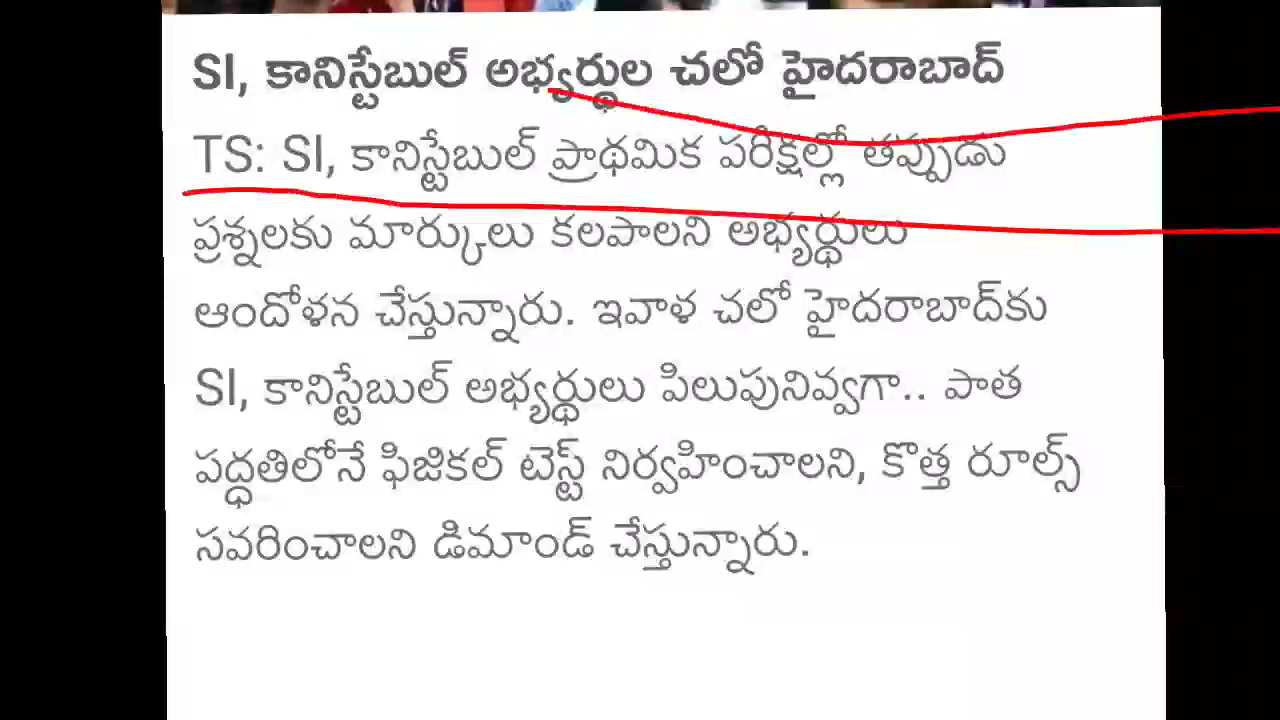 SI, కానిస్టేబుల్ అభ్యర్థుల చలో హైదరాబాద్
TS: SI, కానిస్టేబుల్ ప్రాథమిక పరీక్షల్లో తప్పుడు
ప్రశ్నలకు మార్కులు కలపాలని అభ్యర్థులు
ఆందోళన చేస్తున్నారు. ఇవాళ చలో హైదరాబాద్‌కు
SI, కానిస్టేబుల్ అభ్యర్థులు పిలుపునివ్వగా.. పాత
పద్ధతిలోనే ఫిజికల్ టెస్ట్ నిర్వహించాలని, కొత్త రూల్స్
సవరించాలని డిమాండ్ చేస్తున్నారు.